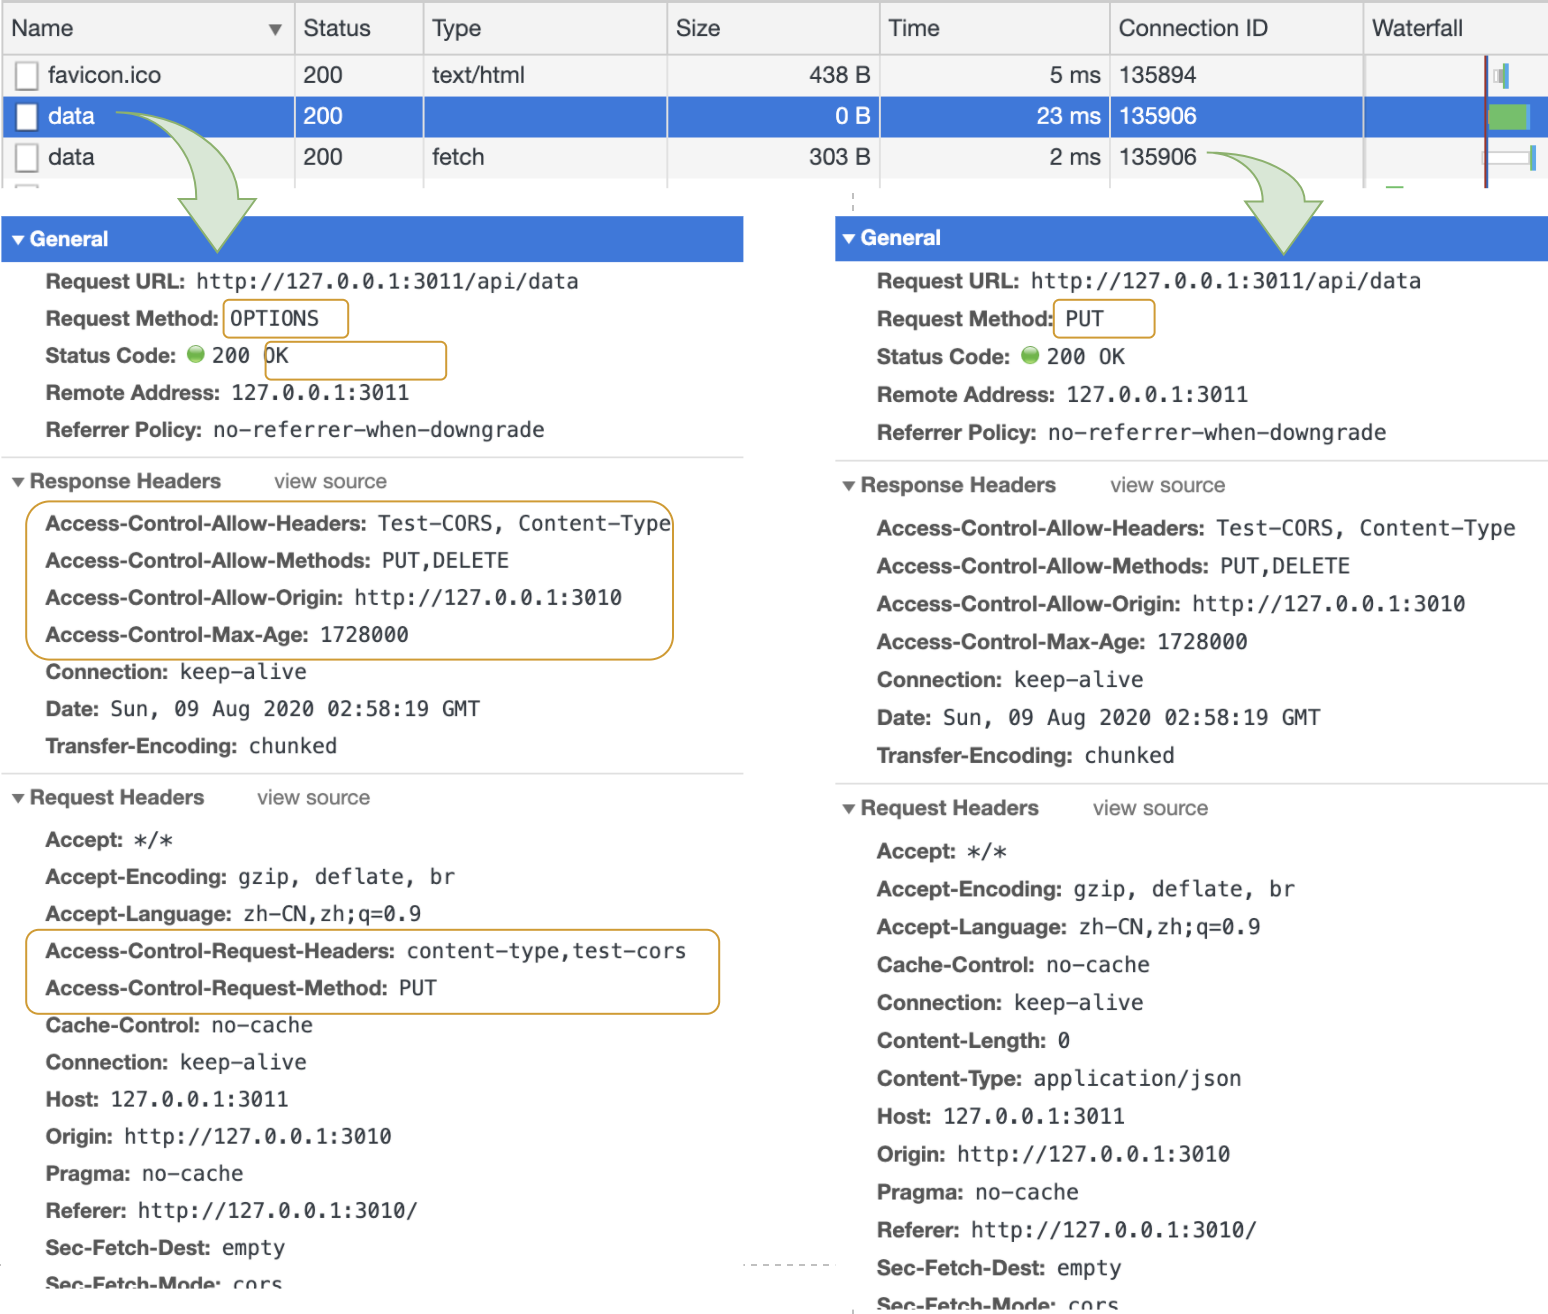 Name Status Type Size Time Connection ID Waterfall
favicon.ico 200 text/html 438 B 5 ms 135894
data 200 0 B 23 ms 135906
data 200 fetch 303 B 2 ms 135906
General
Request URL: http://127.0.0.1:3011/api/data
Request Method: OPTIONS
Status Code: 200 OK
Remote Address: 127.0.0.1:3011
Referrer Policy: no-referrer-when-downgrade
Response Headers view source
Access-Control-Allow-Headers: Test-CORS, Content-Type
Access-Control-Allow-Methods: PUT,DELETE
Access-Control-Allow-Origin: http://127.0.0.1:3010
Access-Control-Max-Age: 1728000
Connection: keep-alive
Date: Sun, 09 Aug 2020 02:58:19 GMT
Transfer-Encoding: chunked
Request Headers view source
Accept: */*
Accept-Encoding: gzip, deflate, br
Accept-Language: zh-CN,zh;q=0.9
Access-Control-Request-Headers: content-type,test-cors
Access-Control-Request-Method: PUT
Cache-Control: no-cache
Connection: keep-alive
Host: 127.0.0.1:3011
Origin: http://127.0.0.1:3010
Pragma: no-cache
Referer: http://127.0.0.1:3010/
Sec-Fetch-Dest: empty
Sec-Fetch-Mode: cors
General
Request URL: http://127.0.0.1:3011/api/data
Request Method: PUT
Status Code: 200 OK
Remote Address: 127.0.0.1:3011
Referrer Policy: no-referrer-when-downgrade
Response Headers view source
Access-Control-Allow-Headers: Test-CORS, Content-Type
Access-Control-Allow-Methods: PUT,DELETE
Access-Control-Allow-Origin: http://127.0.0.1:3010
Access-Control-Max-Age: 1728000
Connection: keep-alive
Date: Sun, 09 Aug 2020 02:58:19 GMT
Transfer-Encoding: chunked
Request Headers view source
Accept: */*
Accept-Encoding: gzip, deflate, br
Accept-Language: zh-CN,zh;q=0.9
Cache-Control: no-cache
Connection: keep-alive
Content-Length: 0
Content-Type: application/json
Host: 127.0.0.1:3011
Origin: http://127.0.0.1:3010
Pragma: no-cache
Referer: http://127.0.0.1:3010/
Sec-Fetch-Dest: empty
Sec-Fetch-Mode: cors